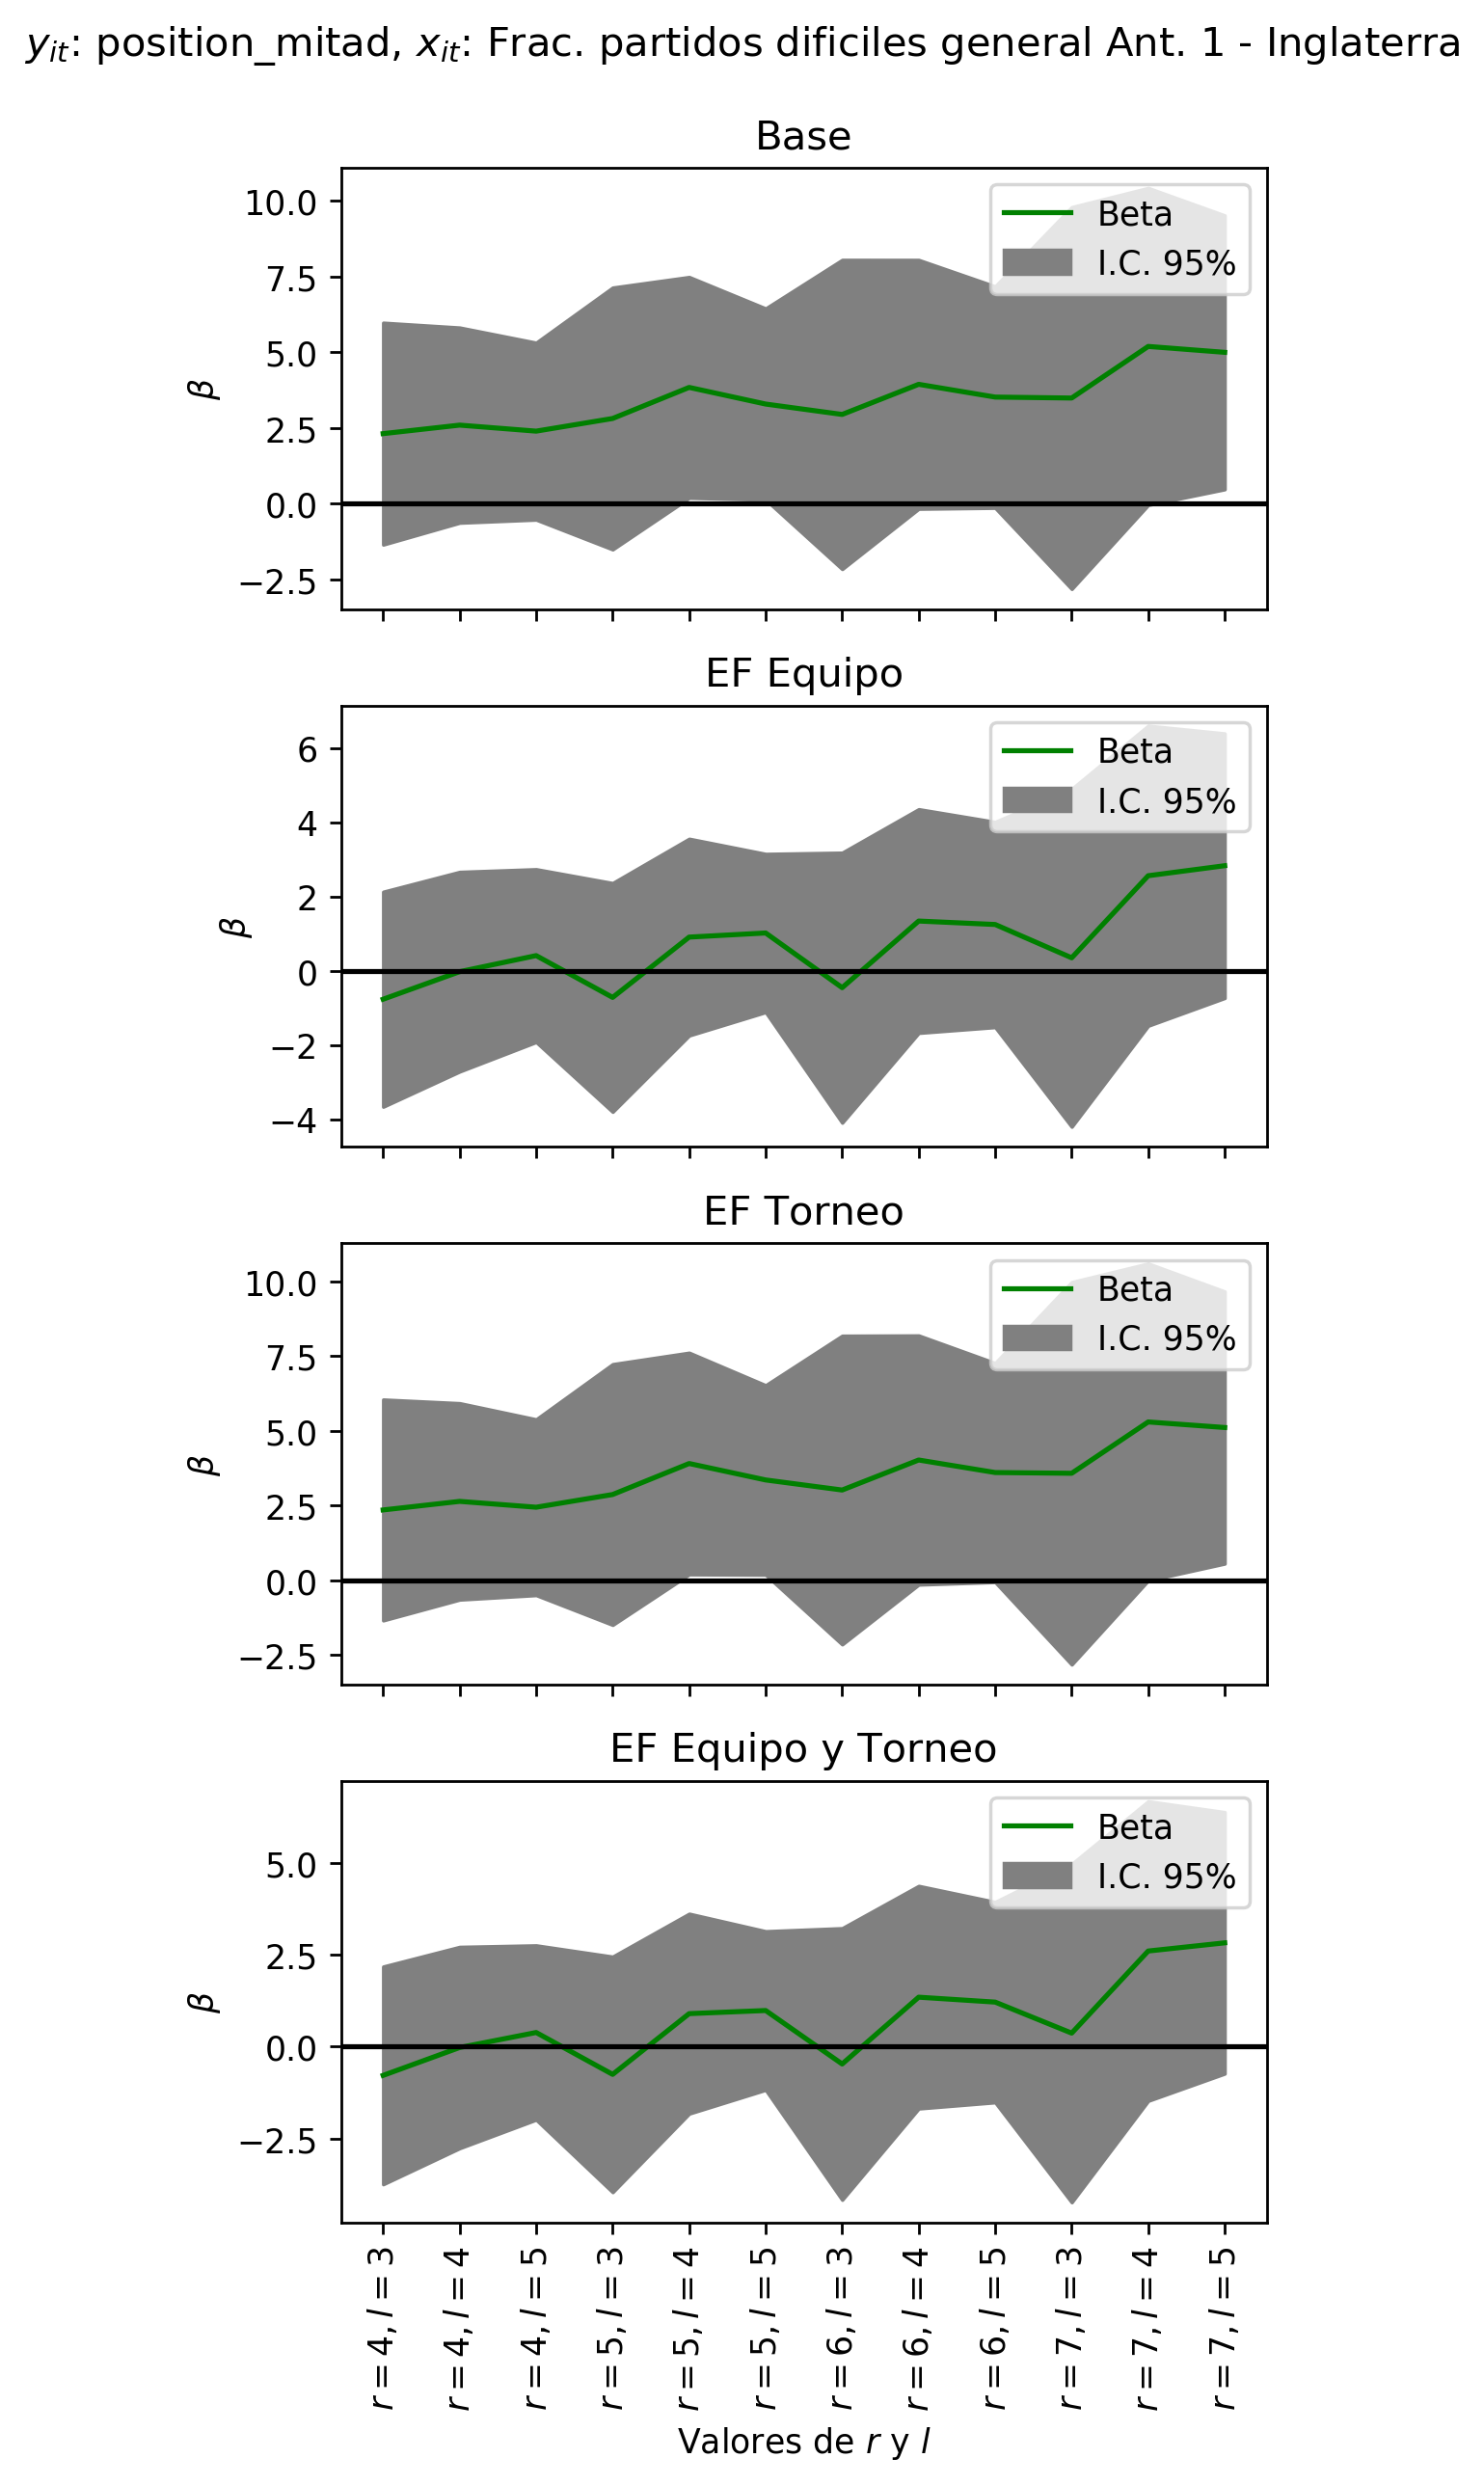 y_it: position_mitad, x_it: Frac. partidos dificiles general Ant. 1 - Inglaterra
Base
10.0
7.5
5.0
2.5
0.0
−2.5
β
Beta
I.C. 95%
EF Equipo
6
4
2
0
−2
−4
β
Beta
I.C. 95%
EF Torneo
10.0
7.5
5.0
2.5
0.0
−2.5
β
Beta
I.C. 95%
EF Equipo y Torneo
5.0
2.5
0.0
−2.5
β
Beta
I.C. 95%
r = 4, l = 3
r = 4, l = 4
r = 4, l = 5
r = 5, l = 3
r = 5, l = 4
r = 5, l = 5
r = 6, l = 3
r = 6, l = 4
r = 6, l = 5
r = 7, l = 3
r = 7, l = 4
r = 7, l = 5
Valores de r y l